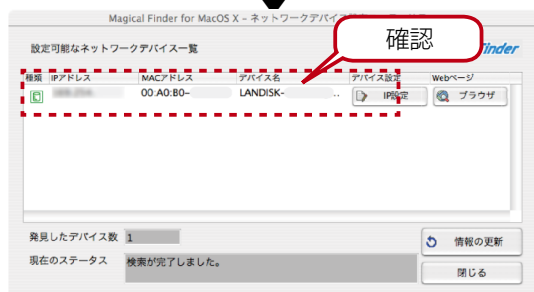 Magical Finder for MacOS X – ネットワークデバイス
設定可能なネットワークデバイス一覧
確認
inder
種類 IPアドレス MACアドレス デバイス名 デバイス設定 Webページ
00:A0:B0- LANDISK- .. IP設定 ブラウザ
発見したデバイス数 1
情報の更新
現在のステータス 検索が完了しました。
閉じる